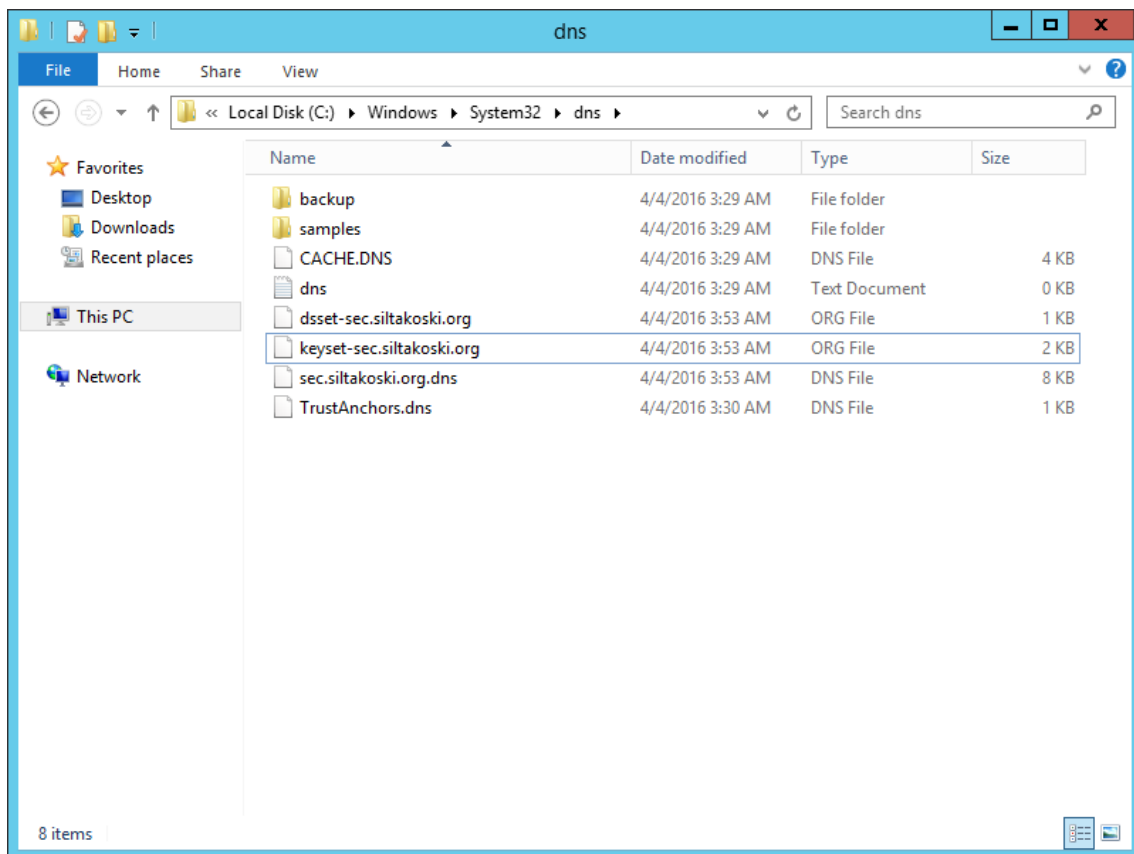 dns
File Home Share View
« Local Disk (C:) Windows System32 dns Search dns
Favorites
Desktop
Downloads
Recent places
This PC
Network
Name Date modified Type Size
backup 4/4/2016 3:29 AM File folder
samples 4/4/2016 3:29 AM File folder
CACHE.DNS 4/4/2016 3:29 AM DNS File 4 KB
dns 4/4/2016 3:29 AM Text Document 0 KB
dsset-sec.siltakoski.org 4/4/2016 3:53 AM ORG File 1 KB
keyset-sec.siltakoski.org 4/4/2016 3:53 AM ORG File 2 KB
sec.siltakoski.org.dns 4/4/2016 3:53 AM DNS File 8 KB
TrustAnchors.dns 4/4/2016 3:30 AM DNS File 1 KB
8 items